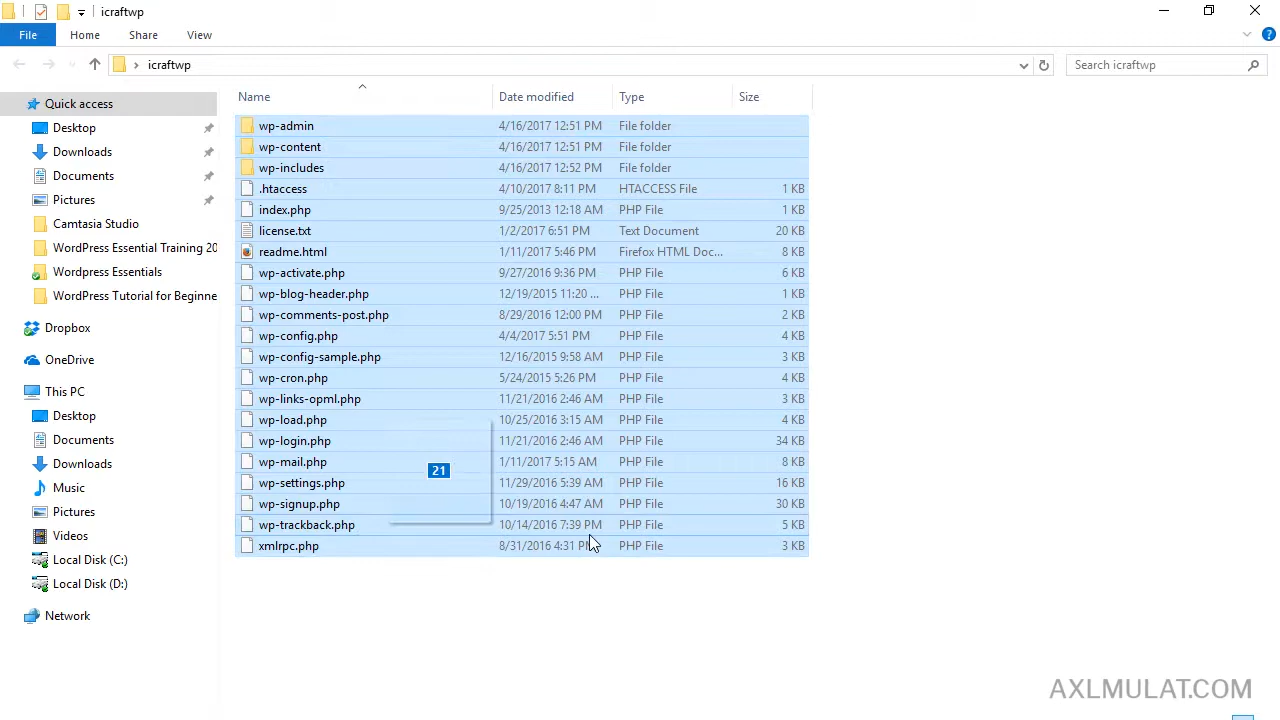 icraftwp
File Home Share View
icraftwp Search icraftwp
Name Date modified Type Size
Quick access
Desktop
Downloads
Documents
Pictures
Camtasia Studio
WordPress Essential Training 20
Wordpress Essentials
WordPress Tutorial for Beginne
Dropbox
OneDrive
This PC
Desktop
Documents
Downloads
Music
Pictures
Videos
Local Disk (C:)
Local Disk (D:)
Network
wp-admin 4/16/2017 12:51 PM File folder
wp-content 4/16/2017 12:51 PM File folder
wp-includes 4/16/2017 12:52 PM File folder
.htaccess 4/10/2017 8:11 PM HTACCESS File 1 KB
index.php 9/25/2013 12:18 AM PHP File 1 KB
license.txt 1/2/2017 6:51 PM Text Document 20 KB
readme.html 1/11/2017 5:46 PM Firefox HTML Doc... 8 KB
wp-activate.php 9/27/2016 9:36 PM PHP File 6 KB
wp-blog-header.php 12/19/2015 11:20 ... PHP File 1 KB
wp-comments-post.php 8/29/2016 12:00 PM PHP File 2 KB
wp-config.php 4/4/2017 5:51 PM PHP File 4 KB
wp-config-sample.php 12/16/2015 9:58 AM PHP File 3 KB
wp-cron.php 5/24/2015 5:26 PM PHP File 4 KB
wp-links-opml.php 11/21/2016 2:46 AM PHP File 3 KB
wp-load.php 10/25/2016 3:15 AM PHP File 4 KB
wp-login.php 11/21/2016 2:46 AM PHP File 34 KB
wp-mail.php 1/11/2017 5:15 AM PHP File 8 KB
21
wp-settings.php 11/29/2016 5:39 AM PHP File 16 KB
wp-signup.php 10/19/2016 4:47 AM PHP File 30 KB
wp-trackback.php 10/14/2016 7:39 PM PHP File 5 KB
xmlrpc.php 8/31/2016 4:31 PM PHP File 3 KB
AXLMULAT.COM